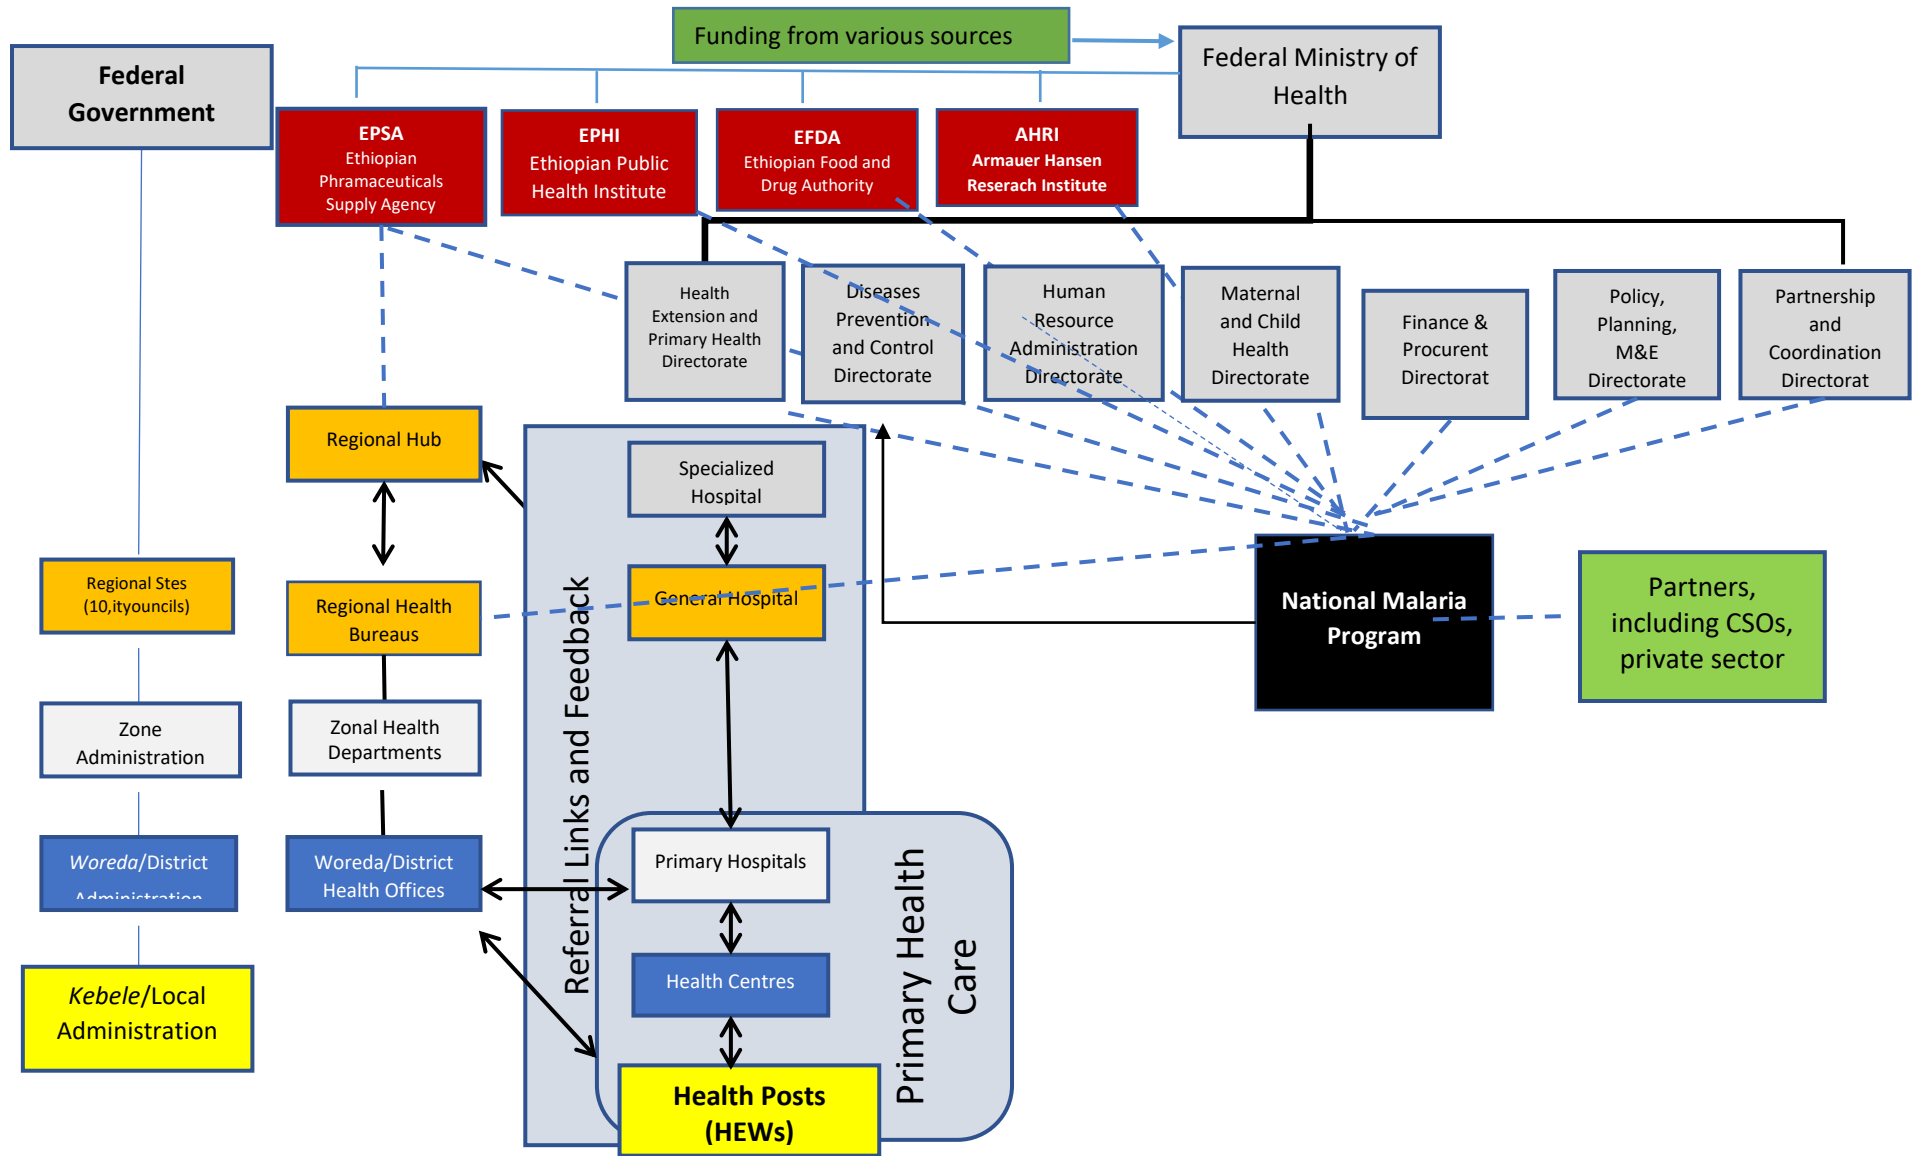 Funding from various sources
Federal
Government
Federal Ministry of
Health
EPSA
Ethiopian
Phramaceuticals
Supply Agency
EPHI
Ethiopian Public
Health Institute
EFDA
Ethiopian Food and
Drug Authority
AHRI
Armauer Hansen
Reserach Institute
Health
Extension and
Primary Health
Directorate
Diseases
Prevention
and Control
Directorate
Human
Resource
Administration
Directorate
Maternal
and Child
Health
Directorate
Finance &
Procurent
Directorat
Policy,
Planning,
M&E
Directorate
Partnership
and
Coordination
Directorat
Regional Hub
Specialized
Hospital
Regional Stes
(10,ityouncils)
Regional Health
Bureaus
General Hospital
National Malaria
Program
Partners,
including CSOs,
private sector
Referral Links and Feedback
Zone
Administration
Zonal Health
Departments
Woreda/District
Administration
Woreda/District
Health Offices
Primary Hospitals
Primary Health
Care
Health Centres
Kebele/Local
Administration
Health Posts
(HEWs)